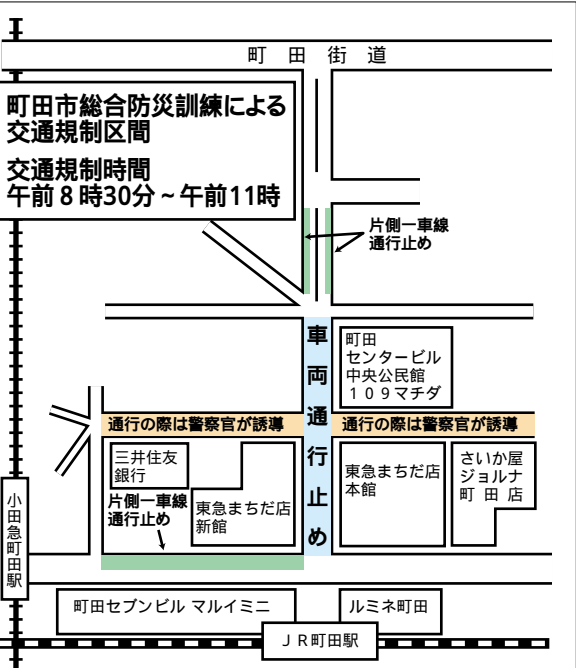 町田街道
町田市総合防災訓練による
交通規制区間
交通規制時間
午前8時30分～午前11時
片側一車線
通行止め
車両通行止め
町田
センタービル
中央公民館
１０９マチダ
通行の際は警察官が誘導
通行の際は警察官が誘導
三井住友
銀行
片側一車線
通行止め
東急まちだ店
新館
東急まちだ店
本館
さいか屋
ジョルナ
町田店
小田急町田駅
町田セブンビル マルイミニ
ルミネ町田
ＪＲ町田駅